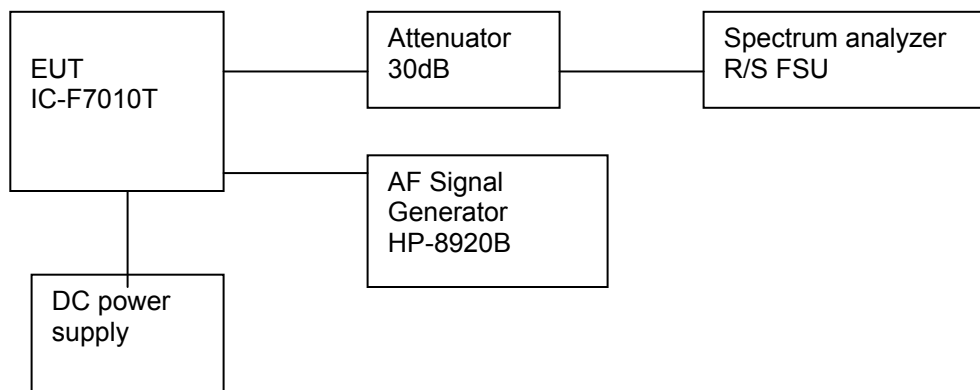 EUT
IC-F7010T
Attenuator
30dB
Spectrum analyzer
R/S FSU
AF Signal
Generator
HP-8920B
DC power
supply